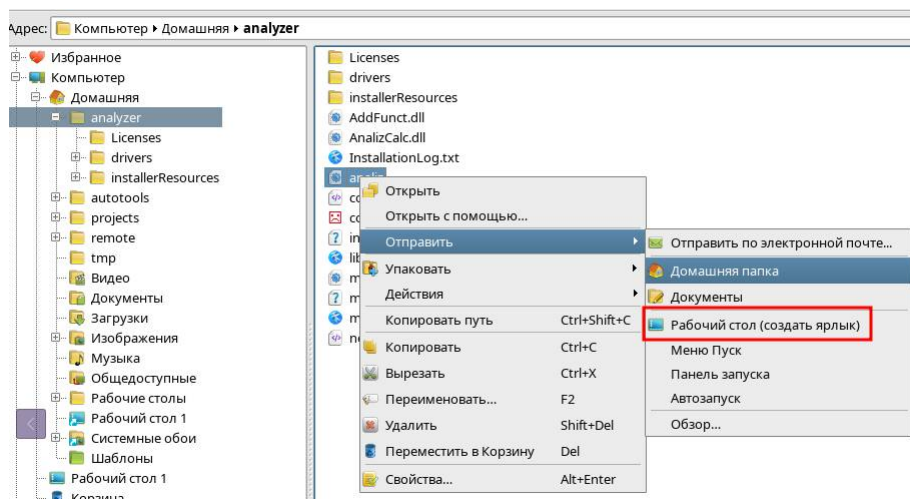 Адрес: Компьютер Домашняя analyzer
Избранное
Компьютер
Домашняя
analyzer
Licenses
drivers
installerResources
autotools
projects
remote
tmp
Видео
Документы
Загрузки
Изображения
Музыка
Общедоступные
Рабочие столы
Рабочий стол 1
Системные обои
Шаблоны
Рабочий стол 1
Корзина
Licenses
drivers
installerResources
AddFunct.dll
AnalizCalc.dll
InstallationLog.txt
Открыть
Открыть с помощью...
Отправить
Упаковать
Действия
Копировать путь Ctrl+Shift+C
Копировать Ctrl+C
Вырезать Ctrl+X
Переименовать... F2
Удалить Shift+Del
Переместить в Корзину Del
Свойства... Alt+Enter
Отправить по электронной почте...
Домашняя папка
Документы
Рабочий стол (создать ярлык)
Меню Пуск
Панель запуска
Автозапуск
Обзор...